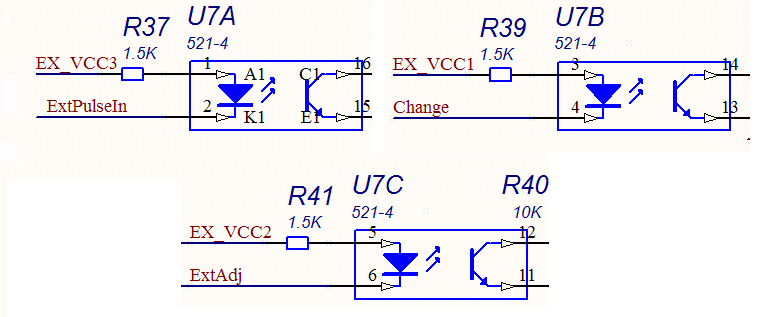 R37 U7A
1.5K 521-4
EX_VCC3 1 A1 C1 16
ExtPulseIn 2 K1 E1 15
R39 U7B
1.5K 521-4
EX_VCC1 3 14
Change 4 13
R41 U7C R40
1.5K 521-4 10K
EX_VCC2 5 12
ExtAdj 6 11